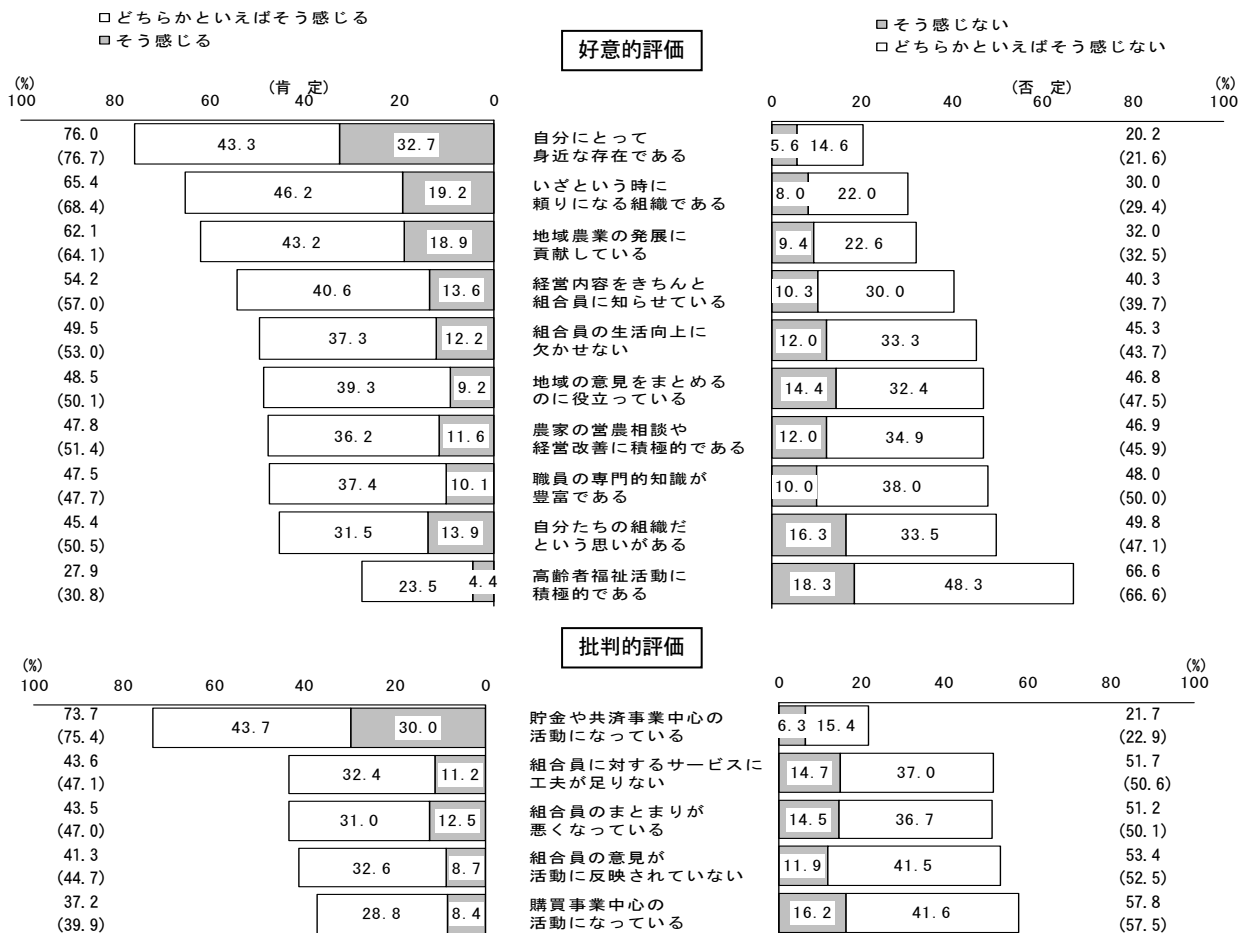 □ どちらかといえばそう感じる
■ そう感じる
好意的評価
■ そう感じない
□ どちらかといえばそう感じない
(%) (肯 定)
100 80 60 40 20 0
(否 定) (%)
0 20 40 60 80 100
76.0 43.3 32.7 自分にとって 5.6 14.6 20.2
(76.7) 身近な存在である (21.6)
65.4 46.2 19.2 いざという時に 8.0 22.0 30.0
(68.4) 頼りになる組織である (29.4)
62.1 43.2 18.9 地域農業の発展に 9.4 22.6 32.0
(64.1) 貢献している (32.5)
54.2 40.6 13.6 経営内容をきちんと 10.3 30.0 40.3
(57.0) 組合員に知らせている (39.7)
49.5 37.3 12.2 組合員の生活向上に 12.0 33.3 45.3
(53.0) 欠かせない (43.7)
48.5 39.3 9.2 地域の意見をまとめる 14.4 32.4 46.8
(50.1) のに役立っている (47.5)
47.8 36.2 11.6 農家の営農相談や 12.0 34.9 46.9
(51.4) 経営改善に積極的である (45.9)
47.5 37.4 10.1 職員の専門的知識が 10.0 38.0 48.0
(47.7) 豊富である (50.0)
45.4 31.5 13.9 自分たちの組織だ 16.3 33.5 49.8
(50.5) という思いがある (47.1)
27.9 23.5 4.4 高齢者福祉活動に 18.3 48.3 66.6
(30.8) 積極的である (66.6)
批判的評価
(%) (%)
100 80 60 40 20 0 0 20 40 60 80 100
73.7 43.7 30.0 貯金や共済事業中心の 6.3 15.4 21.7
(75.4) 活動になっている (22.9)
43.6 32.4 11.2 組合員に対するサービスに 14.7 37.0 51.7
(47.1) 工夫が足りない (50.6)
43.5 31.0 12.5 組合員のまとまりが 14.5 36.7 51.2
(47.0) 悪くなっている (50.1)
41.3 32.6 8.7 組合員の意見が 11.9 41.5 53.4
(44.7) 活動に反映されていない (52.5)
37.2 28.8 8.4 購買事業中心の 16.2 41.6 57.8
(39.9) 活動になっている (57.5)